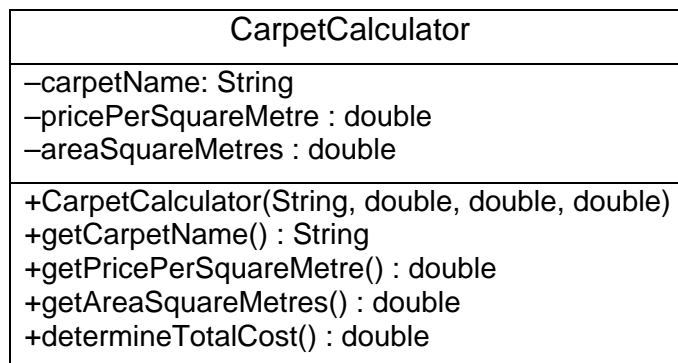 CarpetCalculator
–carpetName: String
–pricePerSquareMetre : double
–areaSquareMetres : double
+CarpetCalculator(String, double, double, double)
+getCarpetName() : String
+getPricePerSquareMetre() : double
+getAreaSquareMetres() : double
+determineTotalCost() : double